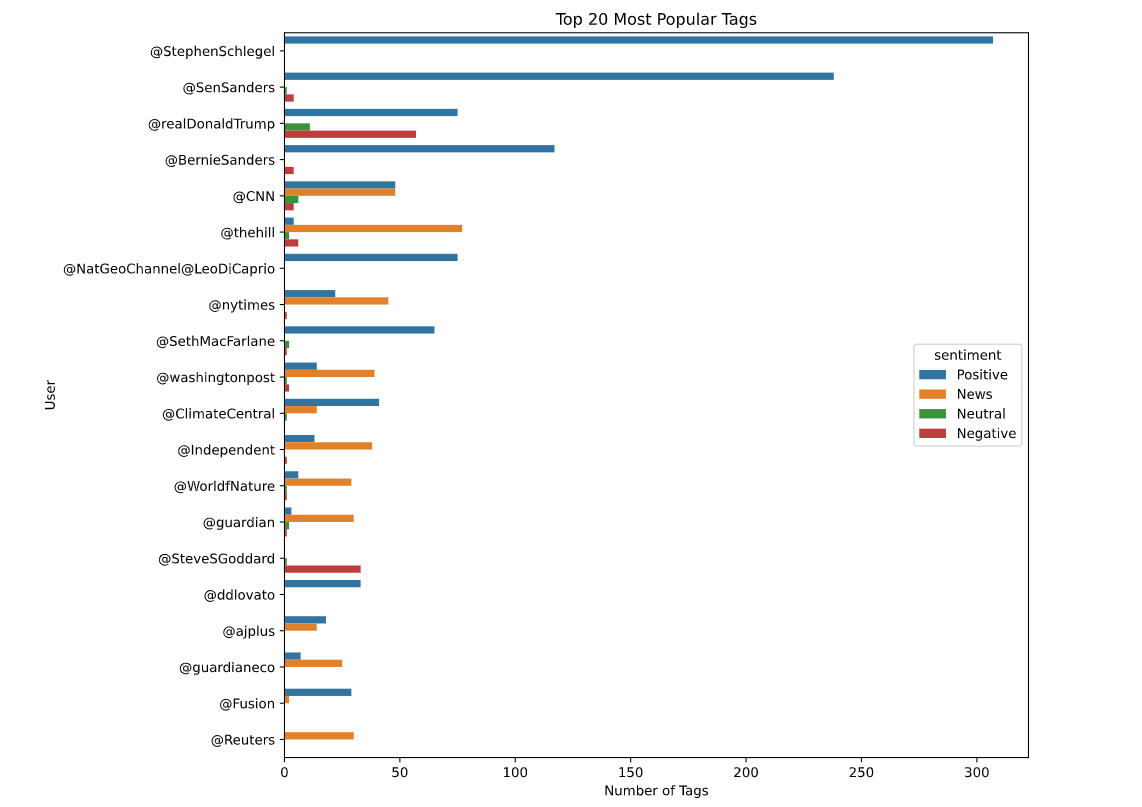 Top 20 Most Popular Tags
@StephenSchlegel
@SenSanders
@realDonaldTrump
@BernieSanders
@CNN
@thehill
@NatGeoChannel@LeoDiCaprio
@nytimes
@SethMacFarlane
@washingtonpost
@ClimateCentral
@Independent
@WorldfNature
@guardian
@SteveSGoddard
@ddlovato
@ajplus
@guardianeco
@Fusion
@Reuters
User
sentiment
Positive
News
Neutral
Negative
0 50 100 150 200 250 300
Number of Tags